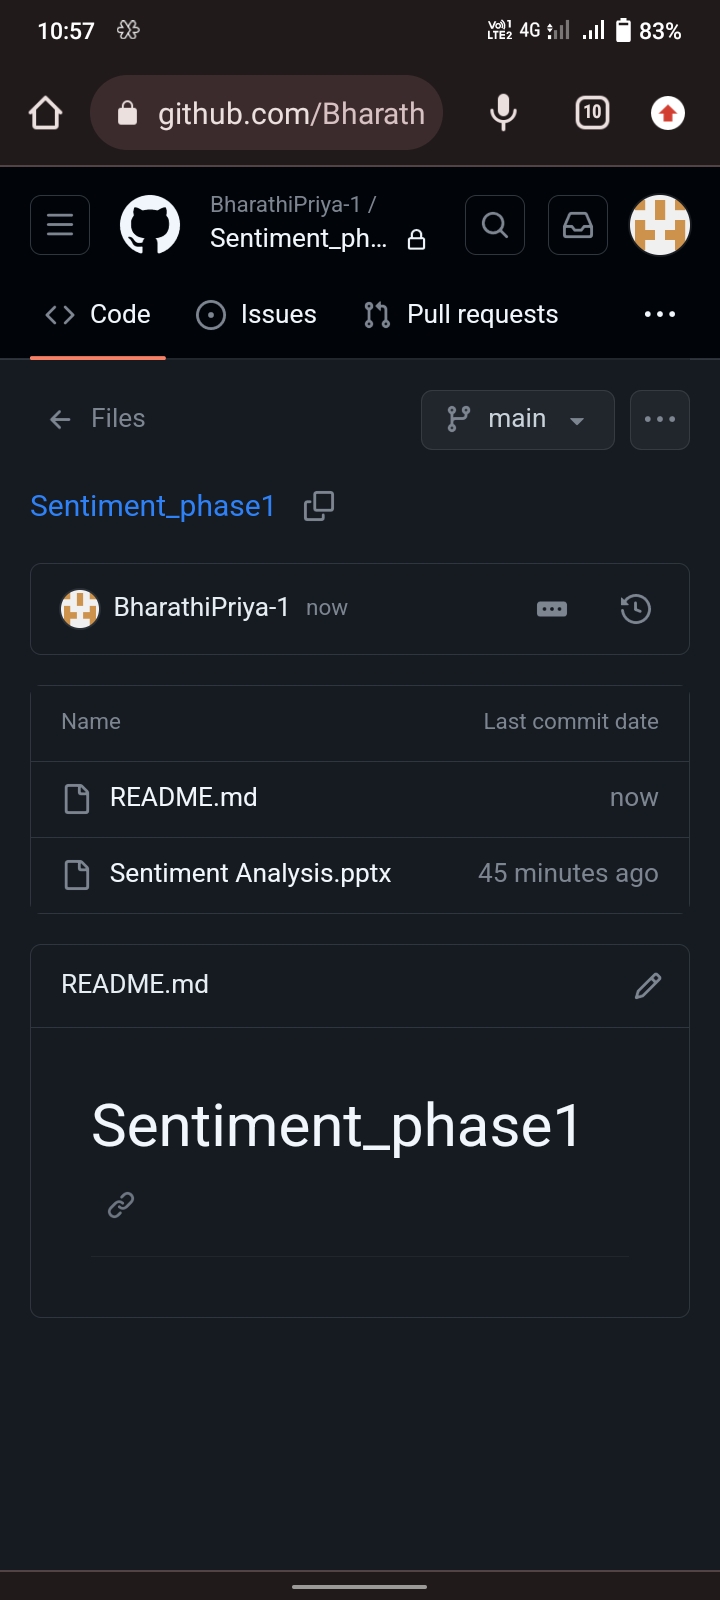 10:57
Vo)) 1
LTE2
4G
83%
github.com/Bharath
10
BharathiPriya-1 /
Sentiment_ph...
Code
Issues
Pull requests
Files
main
Sentiment_phase1
BharathiPriya-1 now
Name
Last commit date
README.md
now
Sentiment Analysis.pptx
45 minutes ago
README.md
Sentiment_phase1